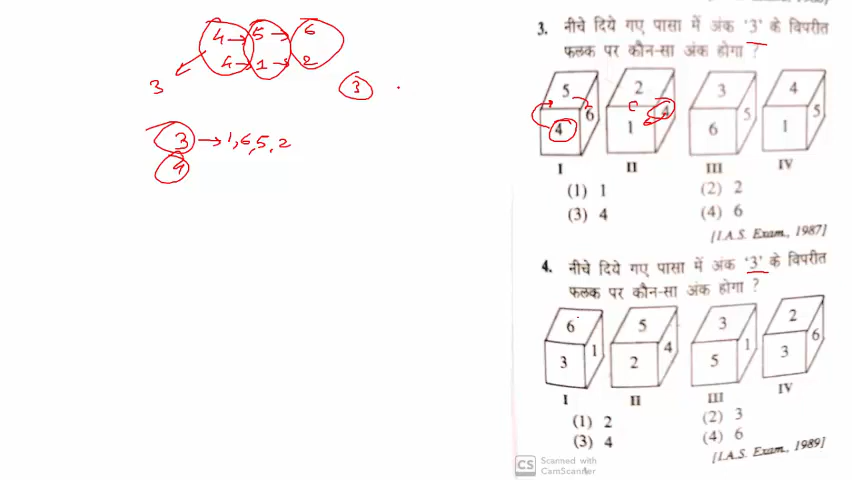 4 → 5 → 6
4 → 1 → 2
3
3
3 → 1, 6, 5, 2
4
3. नीचे दिये गए पासा में अंक '3' के विपरीत
फलक पर कौन-सा अंक होगा ?
5 2 3 4
4 6 1 4 6 5 1 5
I II III IV
(1) 1 (2) 2
(3) 4 (4) 6
[I.A.S. Exam., 1987]
4. नीचे दिये गए पासा में अंक '3' के विपरीत
फलक पर कौन-सा अंक होगा ?
6 5 3 2
3 1 2 4 5 1 3 6
I II III IV
(1) 2 (2) 3
(3) 4 (4) 6
[I.A.S. Exam., 1989]
CS Scanned with
CamScanner